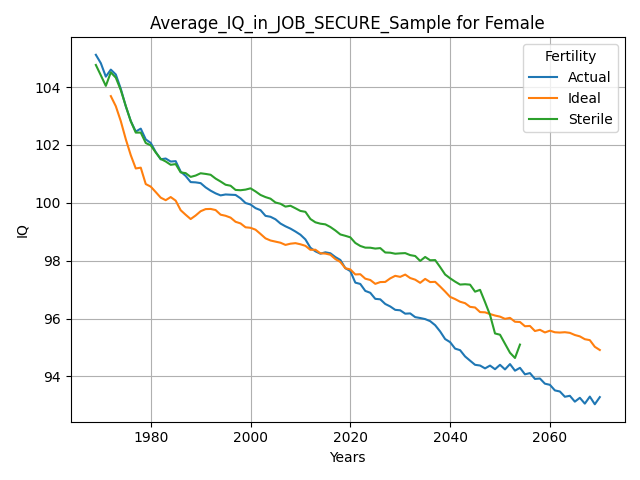 Average_IQ_in_JOB_SECURE_Sample for Female
Fertility
Actual
Ideal
Sterile
IQ
104
102
100
98
96
94
1980
2000
2020
2040
2060
Years